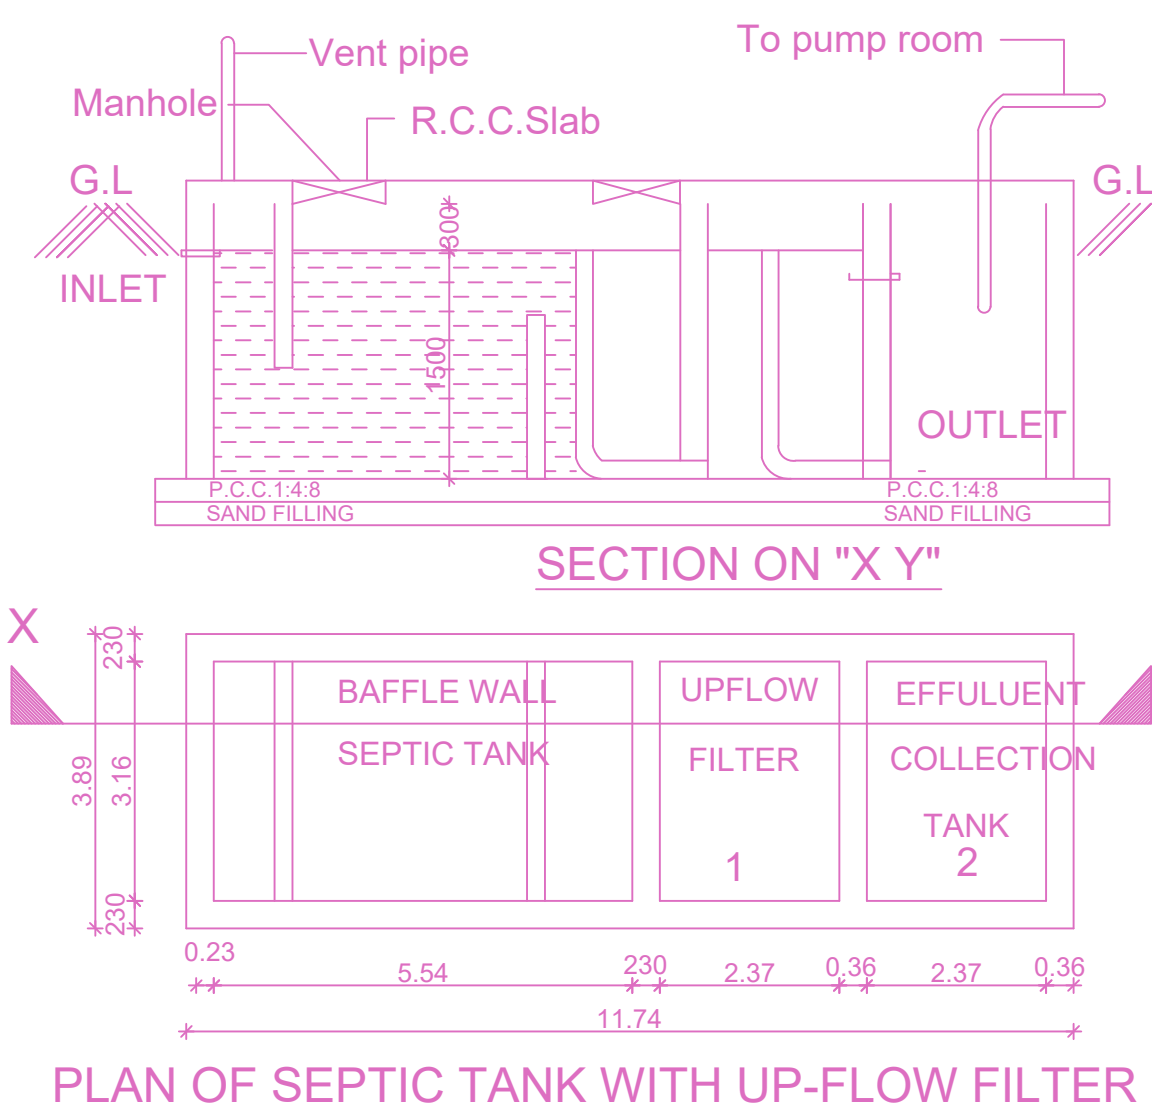 Vent pipe
To pump room
Manhole
R.C.C.Slab
G.L
G.L
300
INLET
1500
OUTLET
P.C.C.1:4:8
P.C.C.1:4:8
SAND FILLING
SAND FILLING
SECTION ON "X Y"
X
230
BAFFLE WALL
UPFLOW
EFFULUENT
SEPTIC TANK
FILTER
COLLECTION
3.89
3.16
TANK
1
2
230
0.23
5.54
230
2.37
0.36
2.37
0.36
11.74
PLAN OF SEPTIC TANK WITH UP-FLOW FILTER